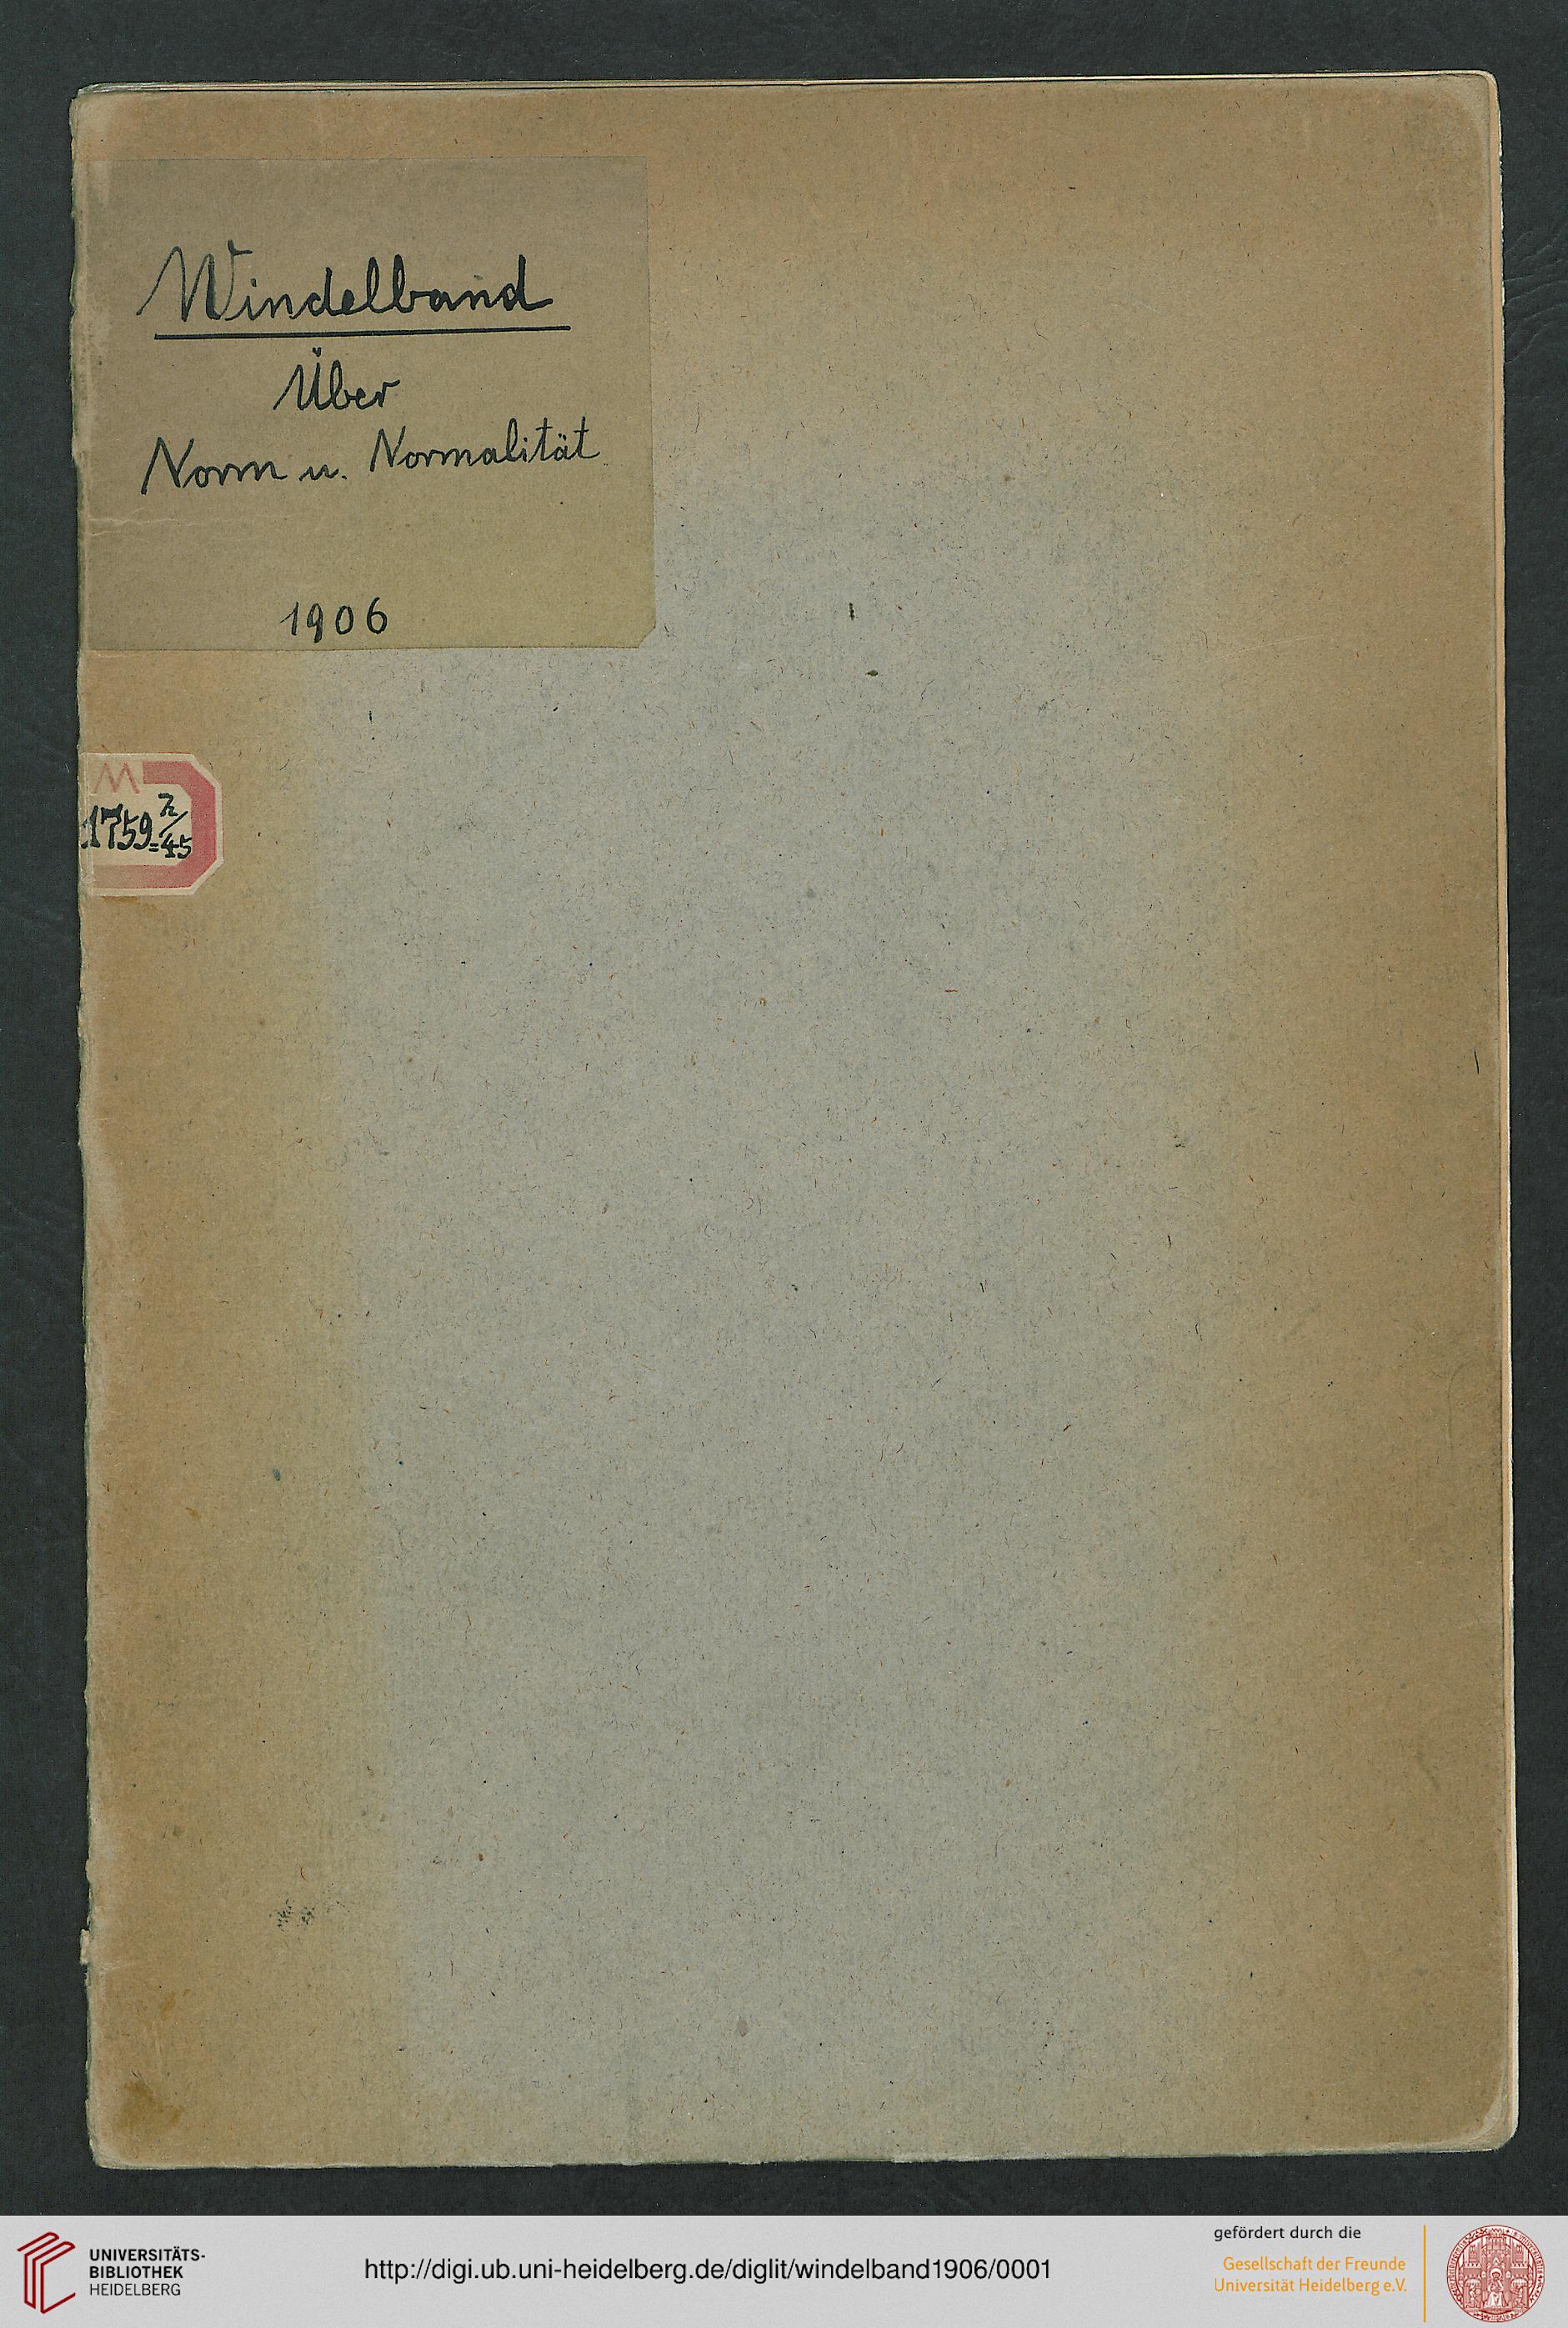 Windelband
Über
Norm u. Normalität
1906
M
1759
45
UNIVERSITÄTS-
BIBLIOTHEK
HEIDELBERG
http://digi.ub.uni-heidelberg.de/diglit/windelband1906/0001
gefördert durch die
Gesellschaft der Freunde
Universität Heidelberg e.V.